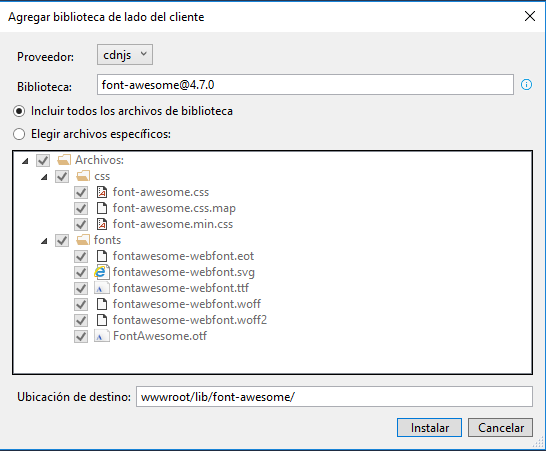 Agregar biblioteca de lado del cliente
Proveedor: cdnjs
Biblioteca: font-awesome@4.7.0
Incluir todos los archivos de biblioteca
Elegir archivos específicos:
Archivos:
css
font-awesome.css
font-awesome.css.map
font-awesome.min.css
fonts
fontawesome-webfont.eot
fontawesome-webfont.svg
fontawesome-webfont.ttf
fontawesome-webfont.woff
fontawesome-webfont.woff2
FontAwesome.otf
Ubicación de destino: wwwroot/lib/font-awesome/
Instalar Cancelar